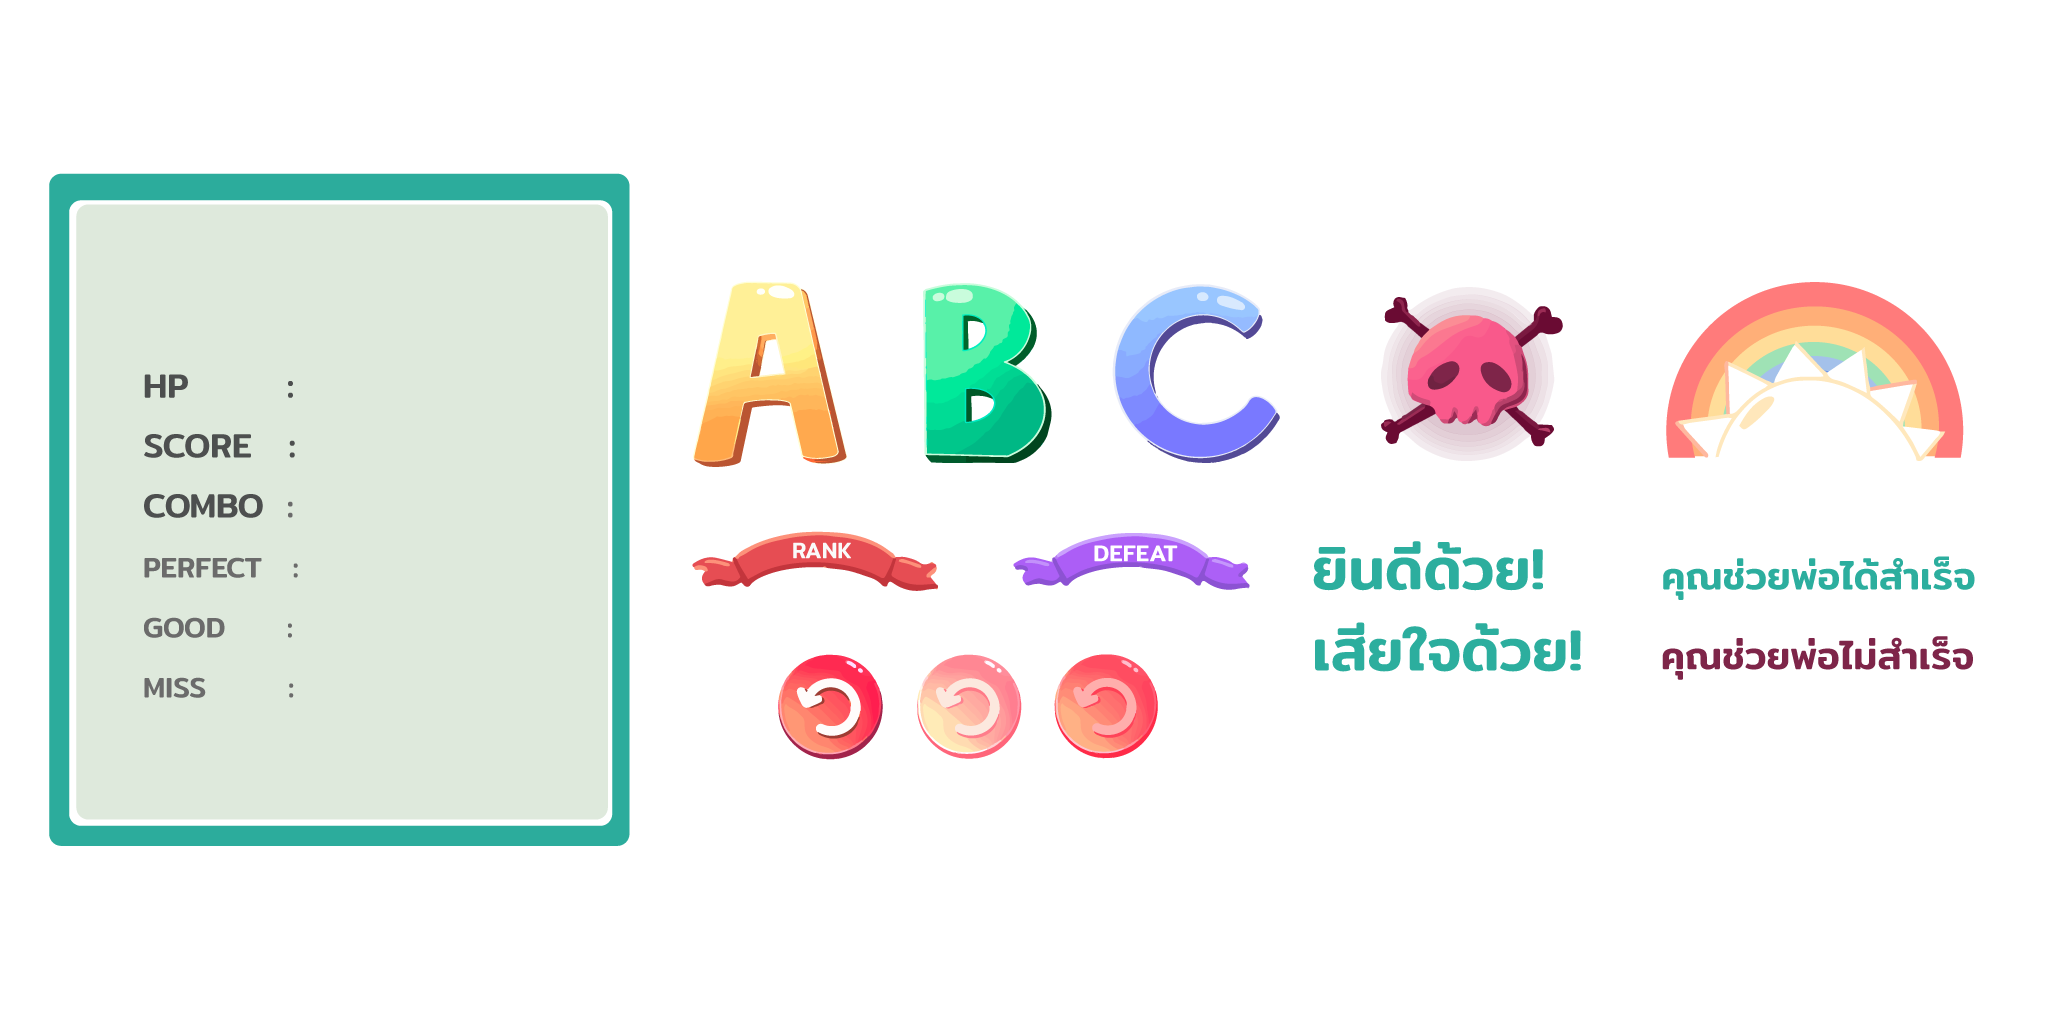 HP :
SCORE :
COMBO :
PERFECT :
GOOD :
MISS :
A B C
RANK
DEFEAT
ยินดีด้วย!
เสียใจด้วย!
คุณช่วยพ่อได้สำเร็จ
คุณช่วยพ่อไม่สำเร็จ